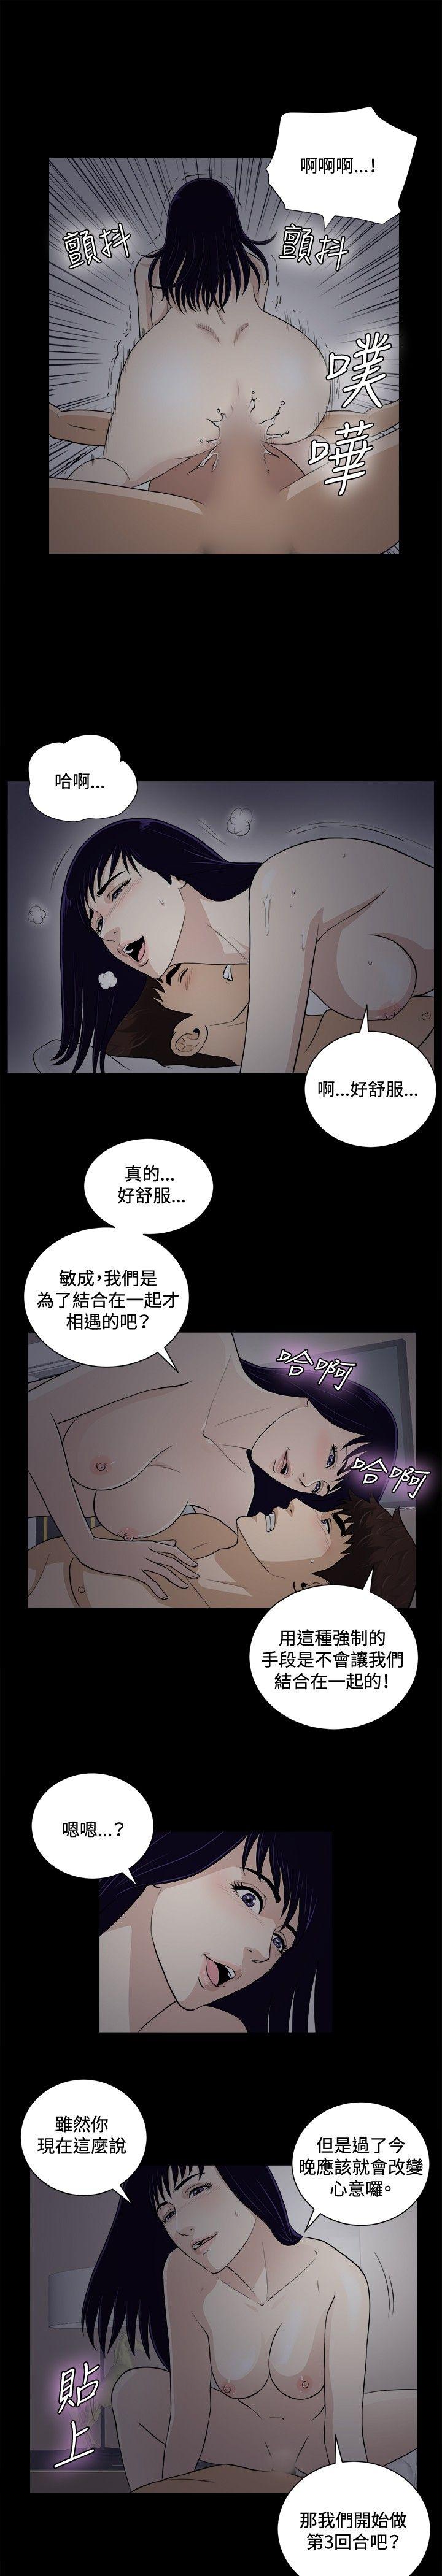 啊啊啊...!
顫抖
顫抖
噗
嘩
哈啊...
啊...好舒服...
真的...
好舒服...
敏成,我們是
為了結合在一起才
相遇的吧?
哈啊
哈啊
用這種強制的
手段是不會讓我們
結合在一起的!
嗯嗯...?
雖然你
現在這麼說
但是過了今
晚應該就會改變
心意囉。
貼
上
那我們開始做
第3回合吧?